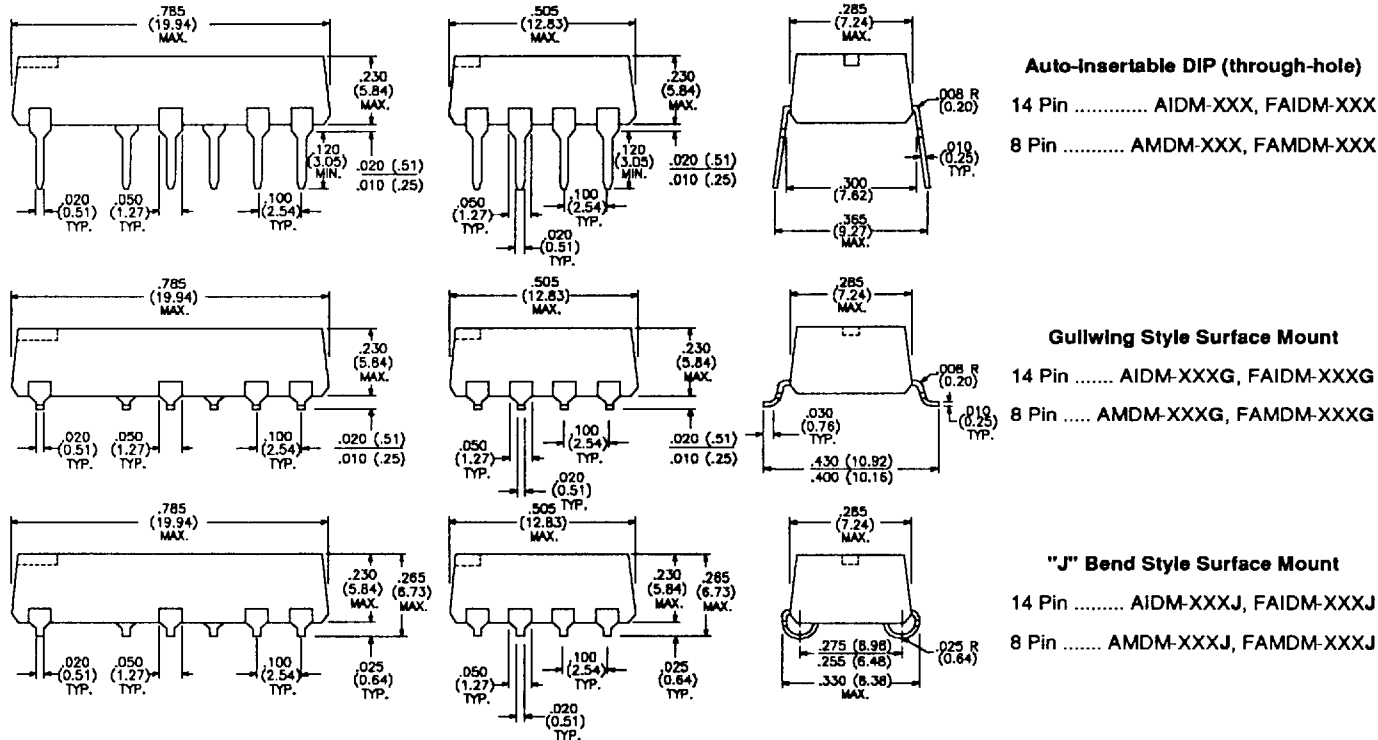 .785
(19.94)
MAX.
.505
(12.83)
MAX.
.285
(7.24)
MAX.
.230
(5.84)
MAX.
.230
(5.84)
MAX.
.008 R
(0.20)
.120
(3.05)
MIN.
.020 (.51)
.010 (.25)
.120
(3.05)
MIN.
.020 (.51)
.010 (.25)
.010
(0.25)
TYP.
.020
(0.51)
TYP.
.050
(1.27)
TYP.
.100
(2.54)
TYP.
.050
(1.27)
TYP.
.100
(2.54)
TYP.
.020
(0.51)
TYP.
.300
(7.62)
.365
(9.27)
MAX.
Auto-Insertable DIP (through-hole)
14 Pin ............. AIDM-XXX, FAIDM-XXX
8 Pin ........... AMDM-XXX, FAMDM-XXX
.785
(19.94)
MAX.
.505
(12.83)
MAX.
.285
(7.24)
MAX.
.230
(5.84)
MAX.
.230
(5.84)
MAX.
.008 R
(0.20)
.020
(0.51)
TYP.
.050
(1.27)
TYP.
.100
(2.54)
TYP.
.020 (.51)
.010 (.25)
.050
(1.27)
TYP.
.100
(2.54)
TYP.
.020 (.51)
.010 (.25)
.020
(0.51)
TYP.
.030
(0.76)
TYP.
.010
(0.25)
TYP.
.430 (10.92)
.400 (10.16)
Gullwing Style Surface Mount
14 Pin ....... AIDM-XXXG, FAIDM-XXXG
8 Pin ..... AMDM-XXXG, FAMDM-XXXG
.785
(19.94)
MAX.
.505
(12.83)
MAX.
.285
(7.24)
MAX.
.230
(5.84)
MAX.
.265
(6.73)
MAX.
.230
(5.84)
MAX.
.265
(6.73)
MAX.
.020
(0.51)
TYP.
.050
(1.27)
TYP.
.100
(2.54)
TYP.
.025
(0.64)
TYP.
.050
(1.27)
TYP.
.100
(2.54)
TYP.
.025
(0.64)
TYP.
.020
(0.51)
TYP.
.275 (6.98)
.255 (6.48)
.025 R
(0.64)
.330 (8.38)
MAX.
"J" Bend Style Surface Mount
14 Pin ......... AIDM-XXXJ, FAIDM-XXXJ
8 Pin ....... AMDM-XXXJ, FAMDM-XXXJ